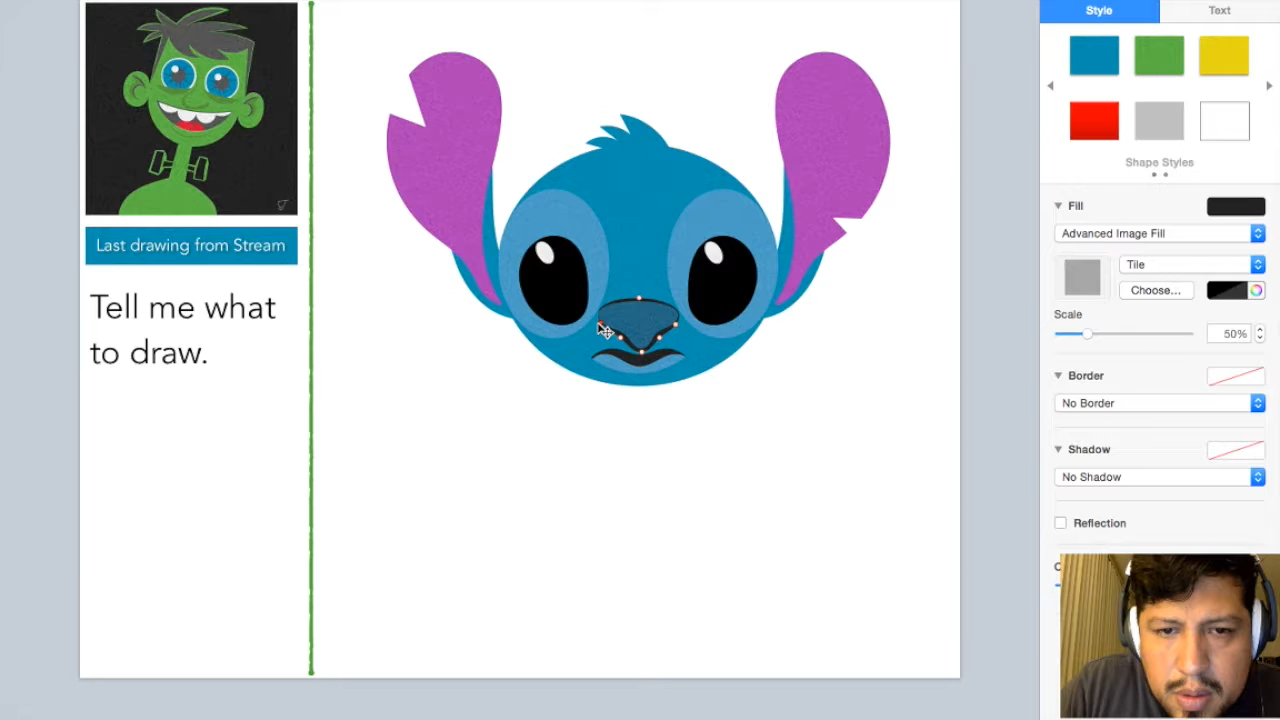 Last drawing from Stream
Tell me what
to draw.
Style
Text
Shape Styles
Fill
Advanced Image Fill
Tile
Choose...
Scale
50%
Border
No Border
Shadow
No Shadow
Reflection